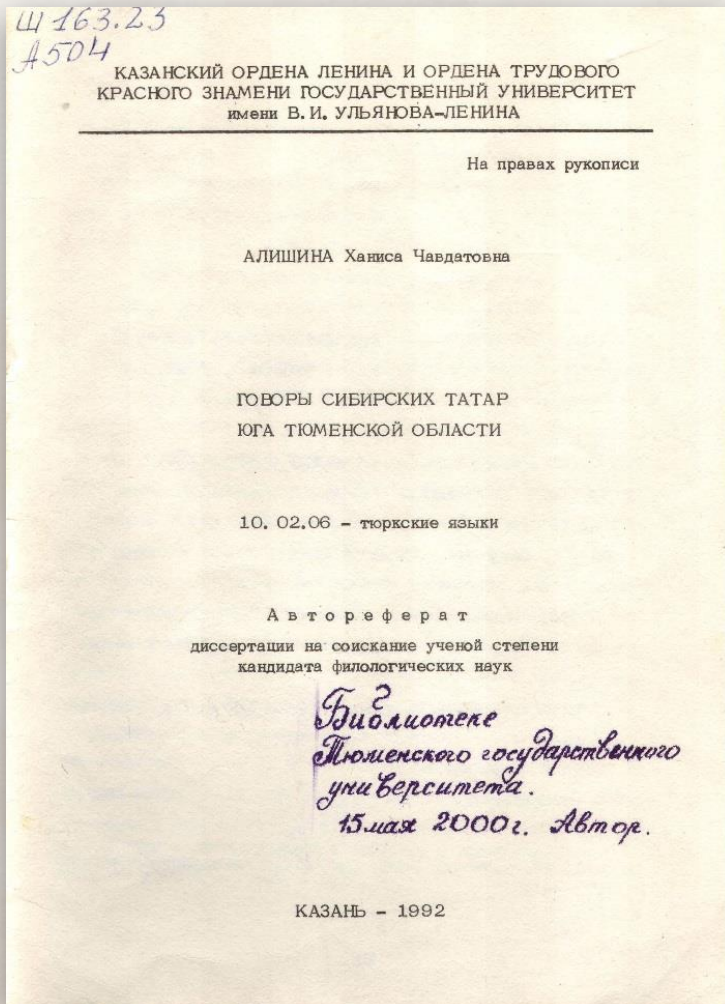 Ш 163.23
А504
КАЗАНСКИЙ ОРДЕНА ЛЕНИНА И ОРДЕНА ТРУДОВОГО
КРАСНОГО ЗНАМЕНИ ГОСУДАРСТВЕННЫЙ УНИВЕРСИТЕТ
имени В.И. УЛЬЯНОВА-ЛЕНИНА
На правах рукописи
АЛИШИНА Ханиса Чавдатовна
ГОВОРЫ СИБИРСКИХ ТАТАР
ЮГА ТЮМЕНСКОЙ ОБЛАСТИ
10. 02.06 - тюркские языки
Автореферат
диссертации на соискание ученой степени
кандидата филологических наук
Библиотеке
Тюменского государственного
университета.
15 мая 2000 г. Автор.
КАЗАНЬ - 1992